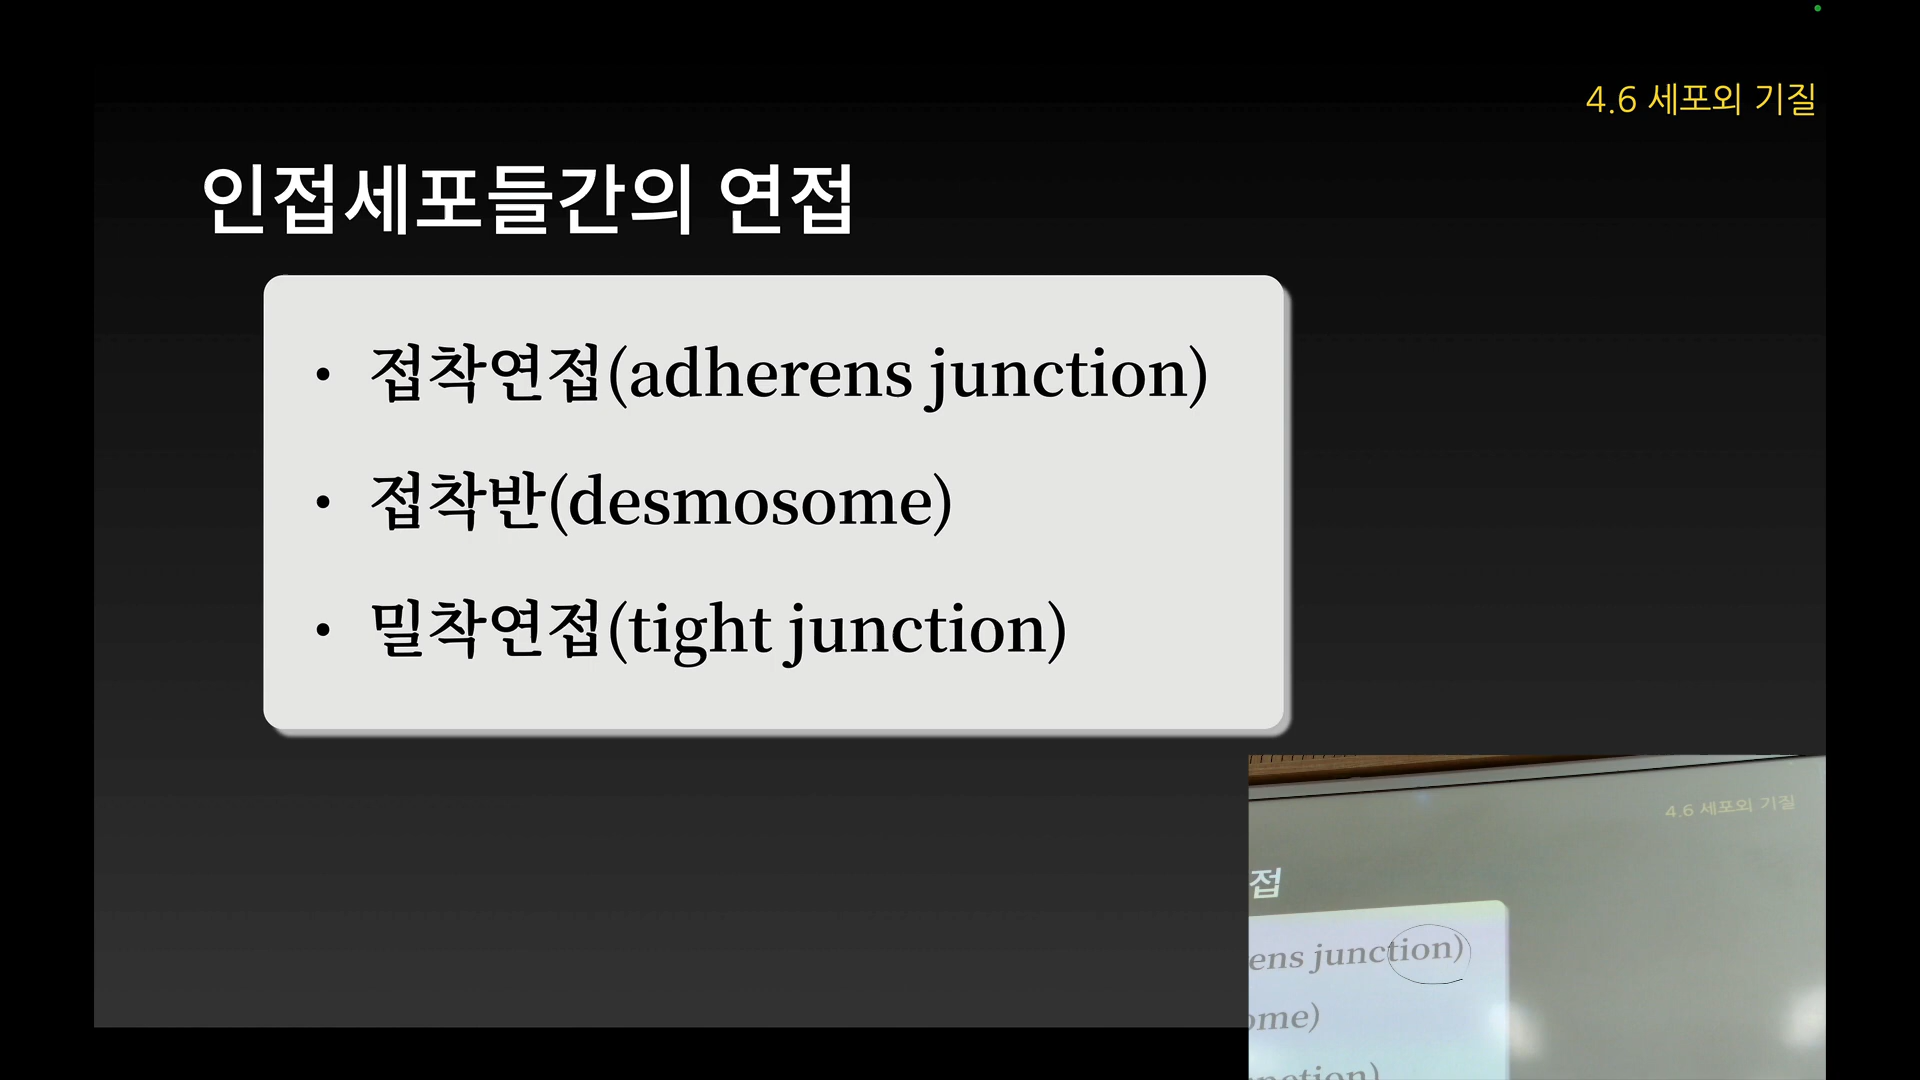 4.6 세포외 기질
인접세포들간의 연접
• 접착연접(adherens junction)
• 접착반(desmosome)
• 밀착연접(tight junction)
4.6 세포외 기질
접
ens junction)
ome)
nction)